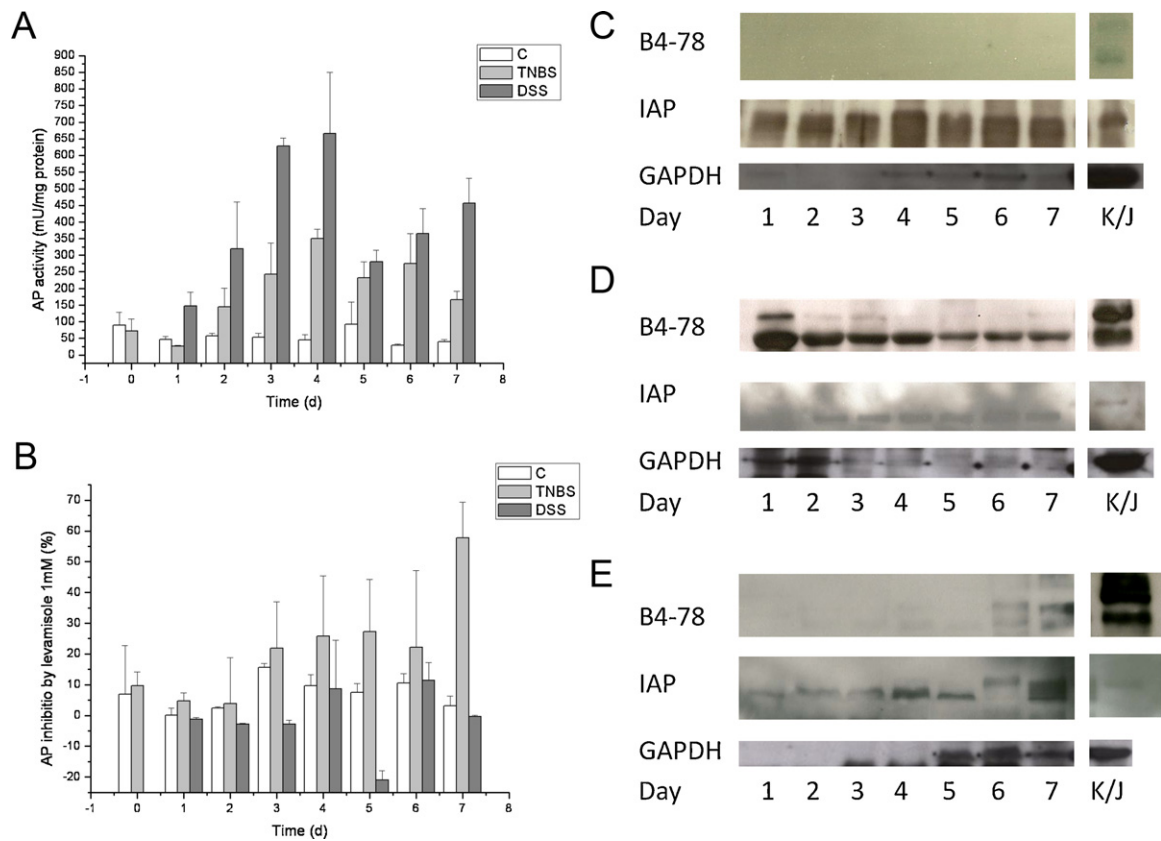 A
900
850
800
750
700
650
600
550
500
450
400
350
300
250
200
150
100
50
0
AP activity (mU/mg protein)
C
TNBS
DSS
-1 0 1 2 3 4 5 6 7 8
Time (d)
B
70
60
50
40
30
20
10
0
-10
-20
AP inhibitio by levamisole 1mM (%)
C
TNBS
DSS
-1 0 1 2 3 4 5 6 7 8
Time (d)
C
B4-78
IAP
GAPDH
Day 1 2 3 4 5 6 7 K/J
D
B4-78
IAP
GAPDH
Day 1 2 3 4 5 6 7 K/J
E
B4-78
IAP
GAPDH
Day 1 2 3 4 5 6 7 K/J